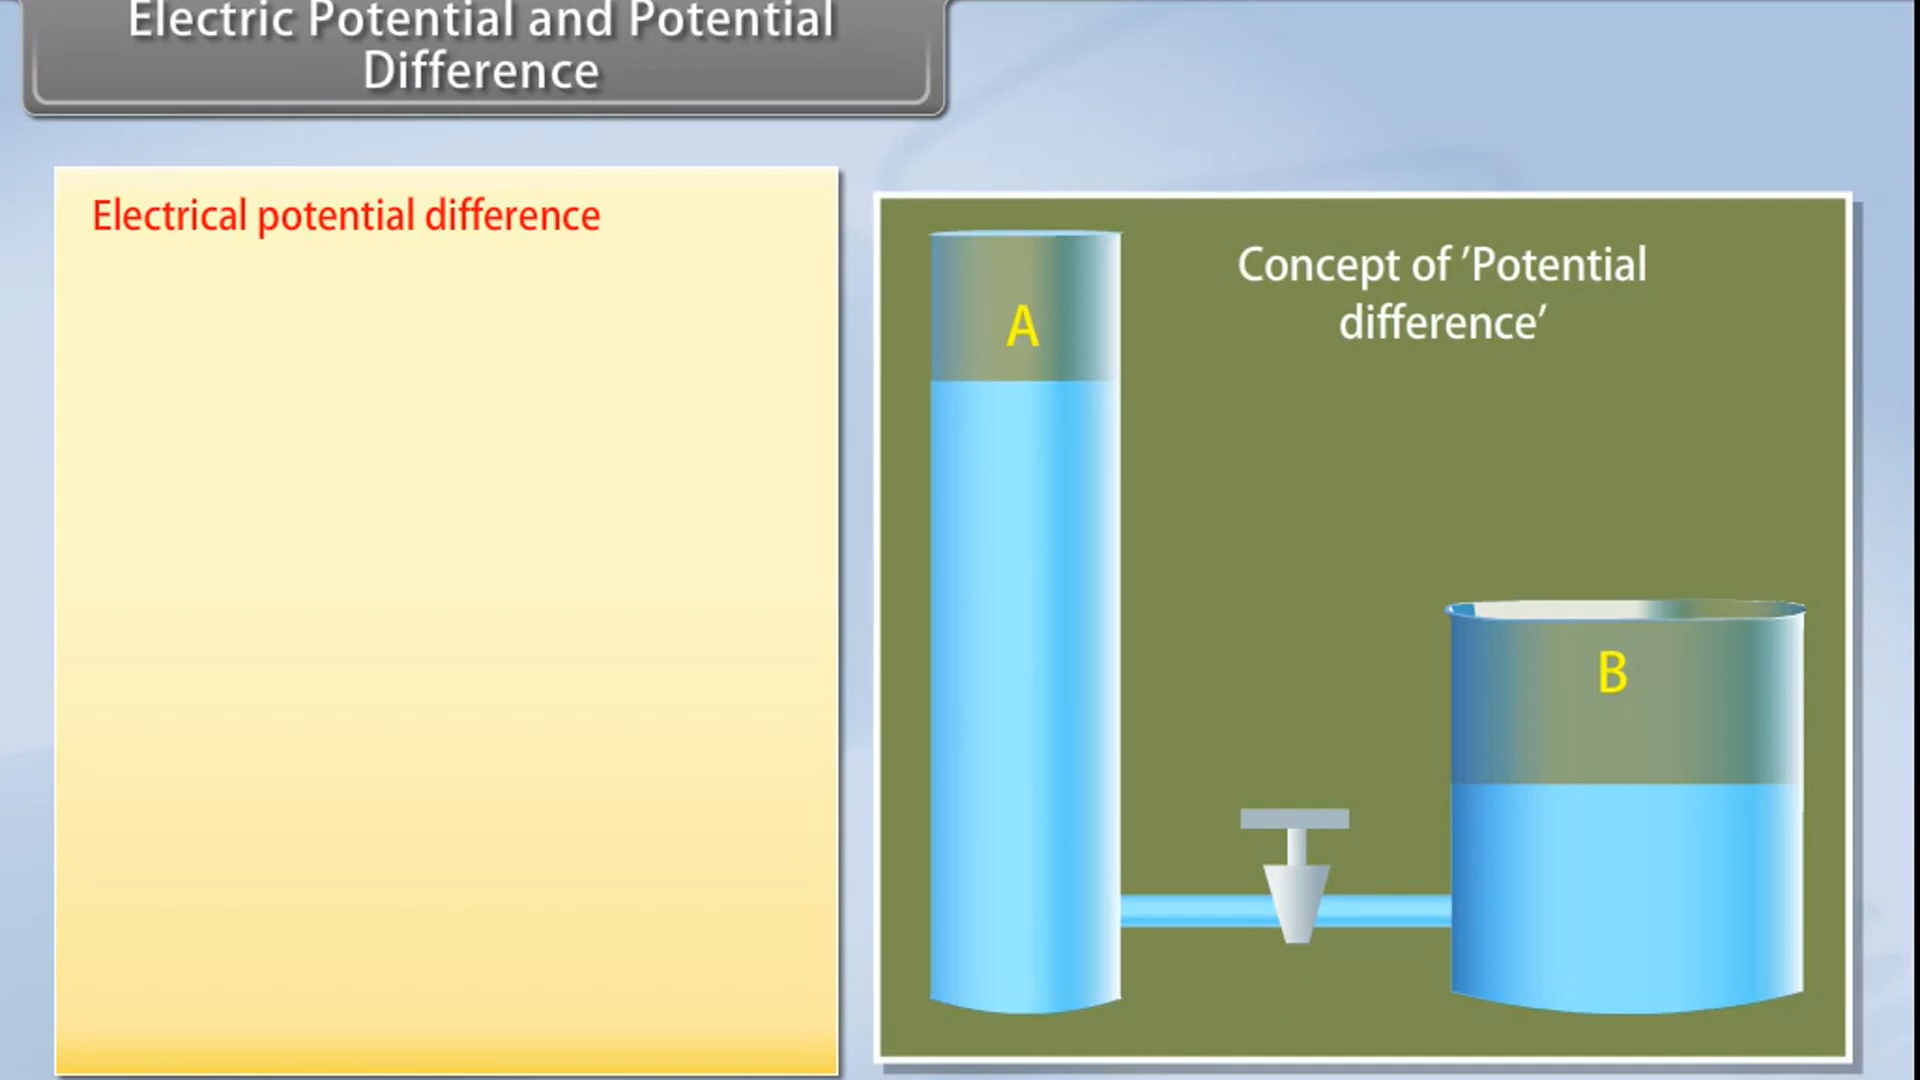 Electric Potential and Potential
Difference
Electrical potential difference
Concept of ’Potential
difference’
A
B